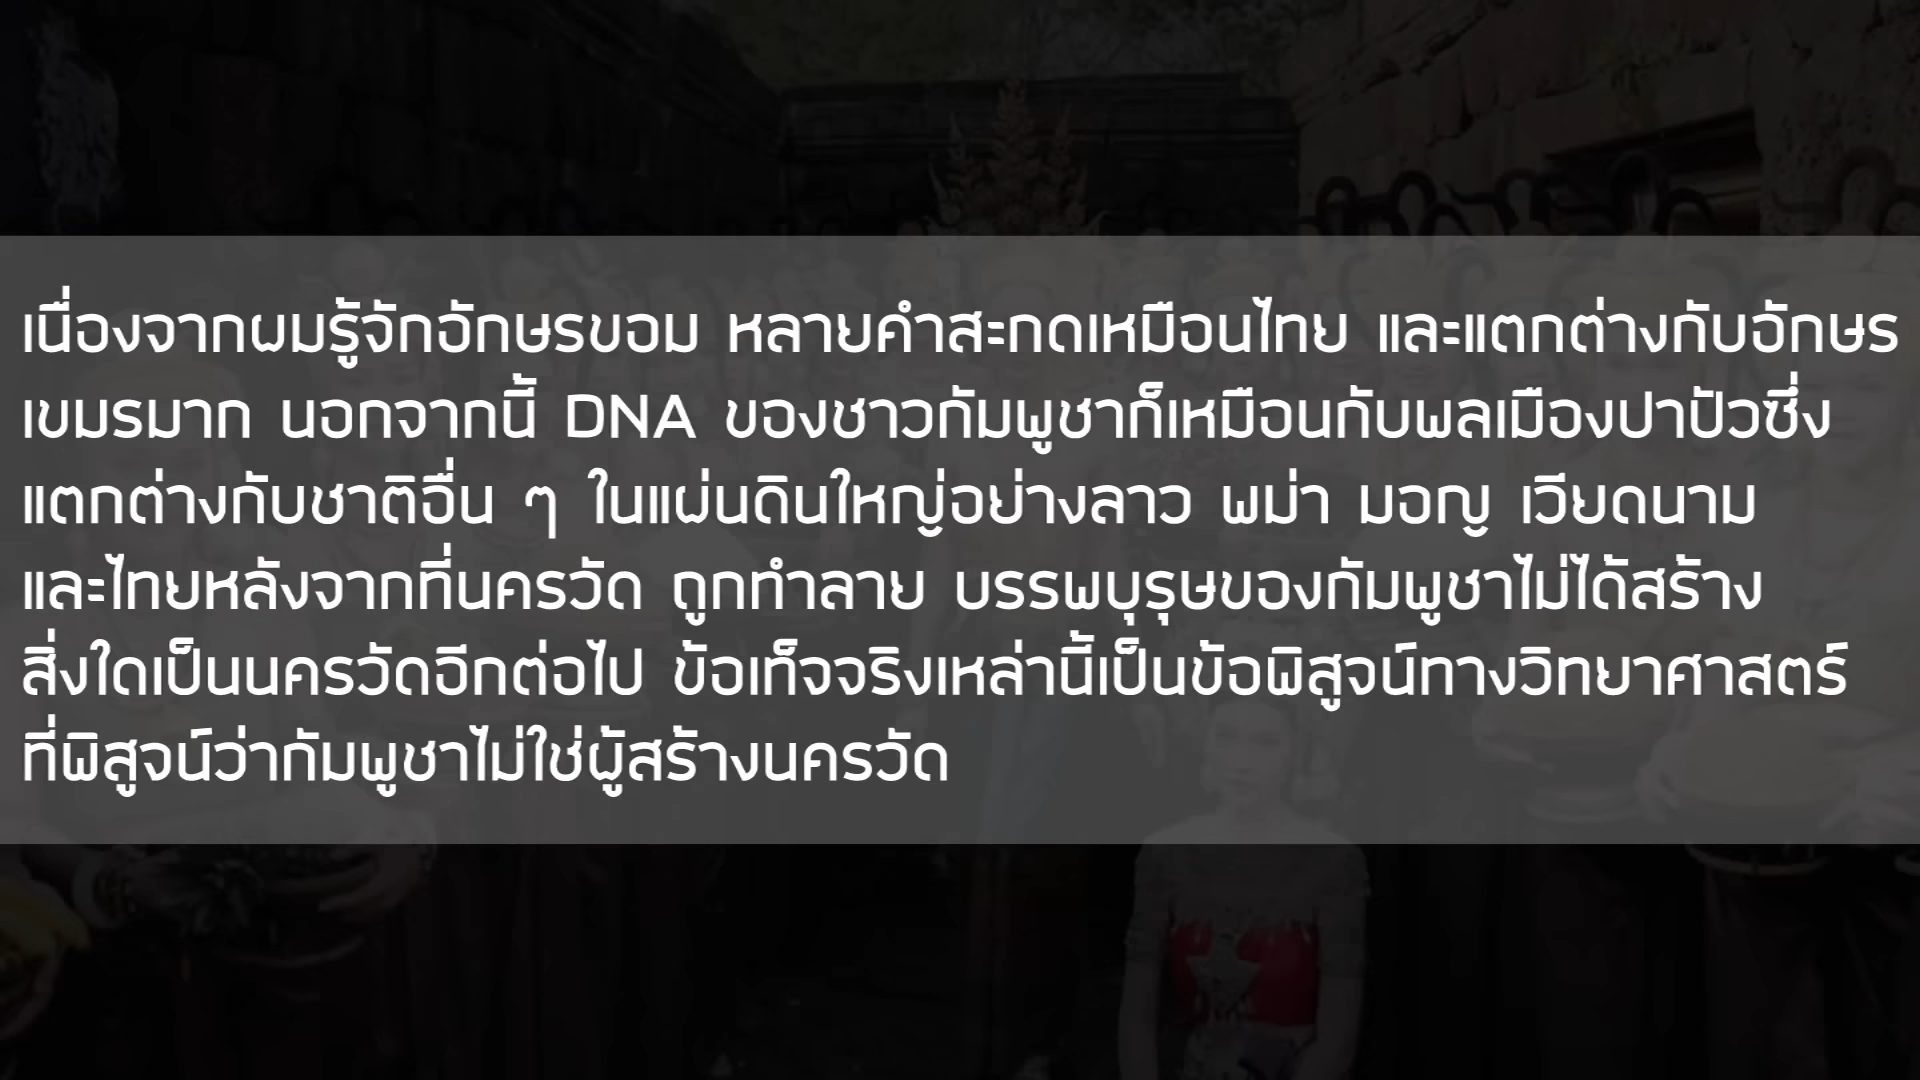 เนื่องจากผมรู้จักอักษรขอม หลายคำสะกดเหมือนไทย และแตกต่างกับอักษร
เขมรมาก นอกจากนี้ DNA ของชาวกัมพูชาก็เหมือนกับพลเมืองปาปัวซึ่ง
แตกต่างกับชาติอื่น ๆ ในแผ่นดินใหญ่อย่างลาว พม่า มอญ เวียดนาม
และไทยหลังจากที่นครวัด ถูกทำลาย บรรพบุรุษของกัมพูชาไม่ได้สร้าง
สิ่งใดเป็นนครวัดอีกต่อไป ข้อเท็จจริงเหล่านี้เป็นข้อพิสูจน์ทางวิทยาศาสตร์
ที่พิสูจน์ว่ากัมพูชาไม่ใช่ผู้สร้างนครวัด